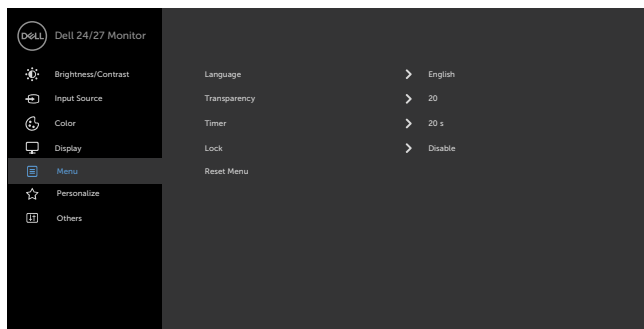 DELL Dell 24/27 Monitor
Brightness/Contrast Language English
Input Source Transparency 20
Color Timer 20 s
Display Lock Disable
Menu Reset Menu
Personalize
Others